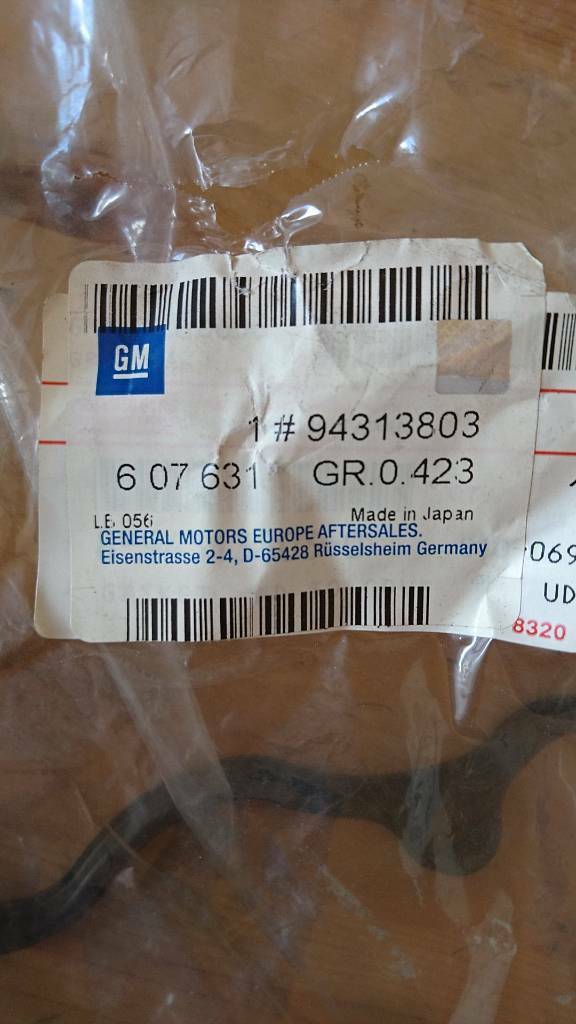 GM
1 # 94313803
6 07 631 GR.0.423
L.E. 056
Made in Japan
GENERAL MOTORS EUROPE AFTERSALES.
Eisenstrasse 2-4, D-65428 Rüsselsheim Germany
069
UD
8320